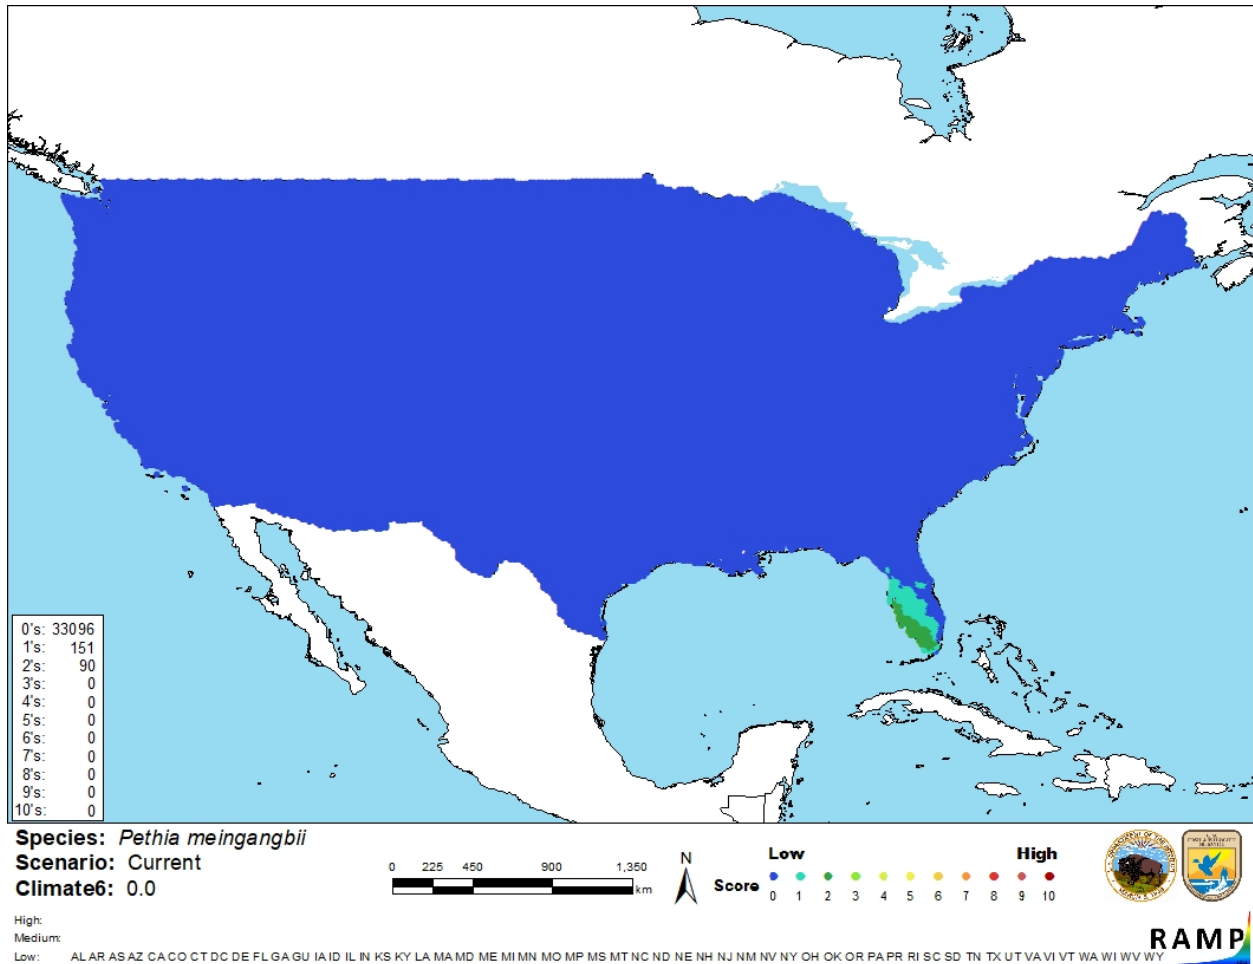 0's: 33096
1's: 151
2's: 90
3's: 0
4's: 0
5's: 0
6's: 0
7's: 0
8's: 0
9's: 0
10's: 0
Species: Pethia meingangbii
Scenario: Current
Climate6: 0.0
0 225 450 900 1,350
km
N
Low High
Score
0 1 2 3 4 5 6 7 8 9 10
High:
Medium:
Low: AL AR AS AZ CA CO CT DC DE FL GA GU IA ID IL IN KS KY LA MA MD ME MI MN MO MP MS MT NC ND NE NH NJ NM NV NY OH OK OR PA PR RI SC SD TN TX UT VA VI VT WA WI WV WY
RAMP